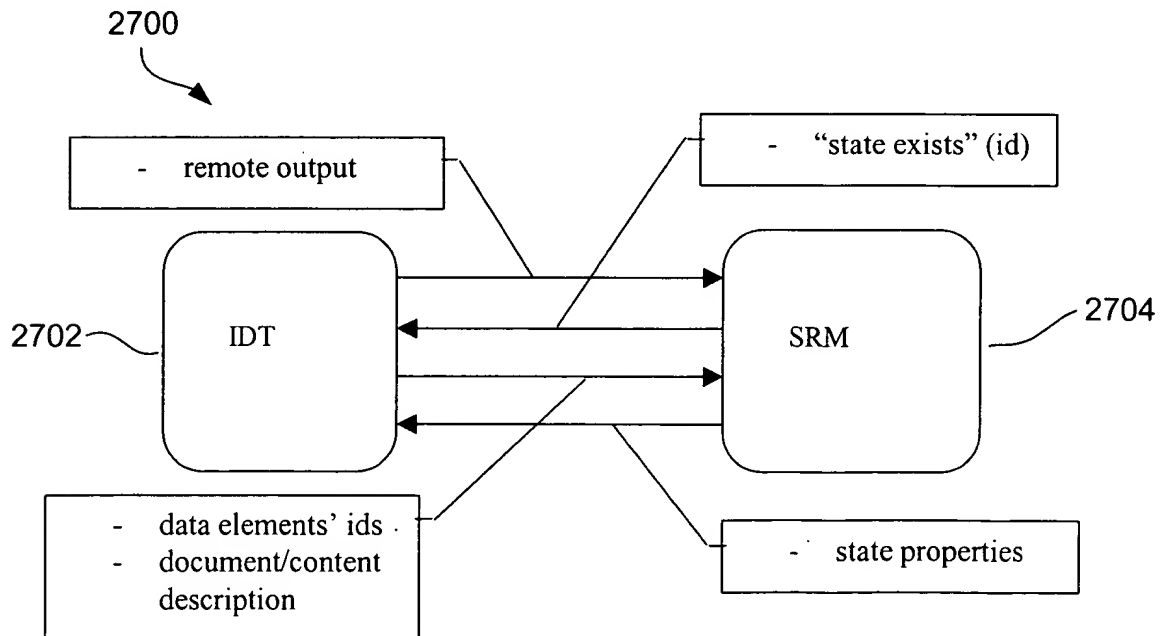 2700
- remote output
- “state exists” (id)
2702
IDT
SRM
2704
- data elements’ ids
- document/content
description
- state properties